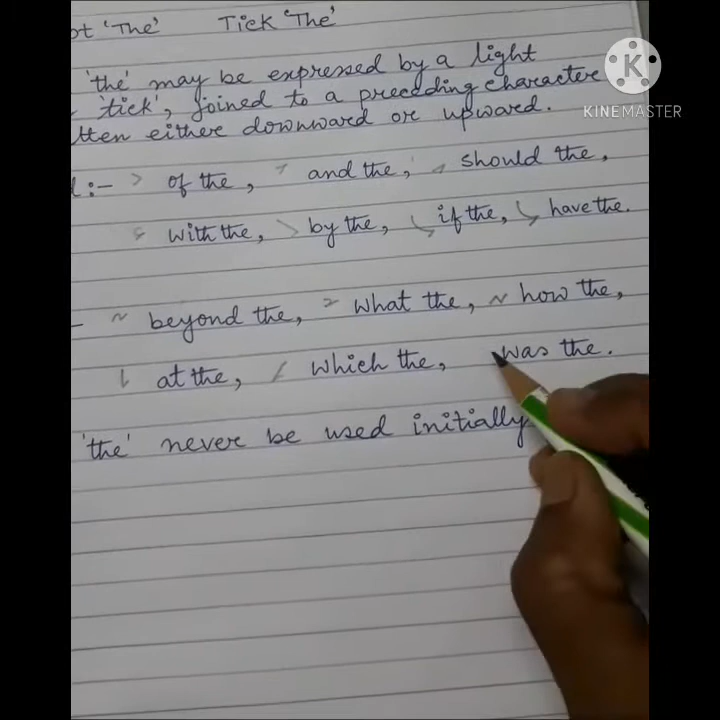 'The' Tick 'The'
'the' may be expressed by a light
'tick', joined to a preceding character
either downward or upward.
:- of the, and the, should the,
with the, by the, if the, have the.
- beyond the, what the, how the,
at the, which the, was the.
'the' never be used initially
K
KINEMASTER